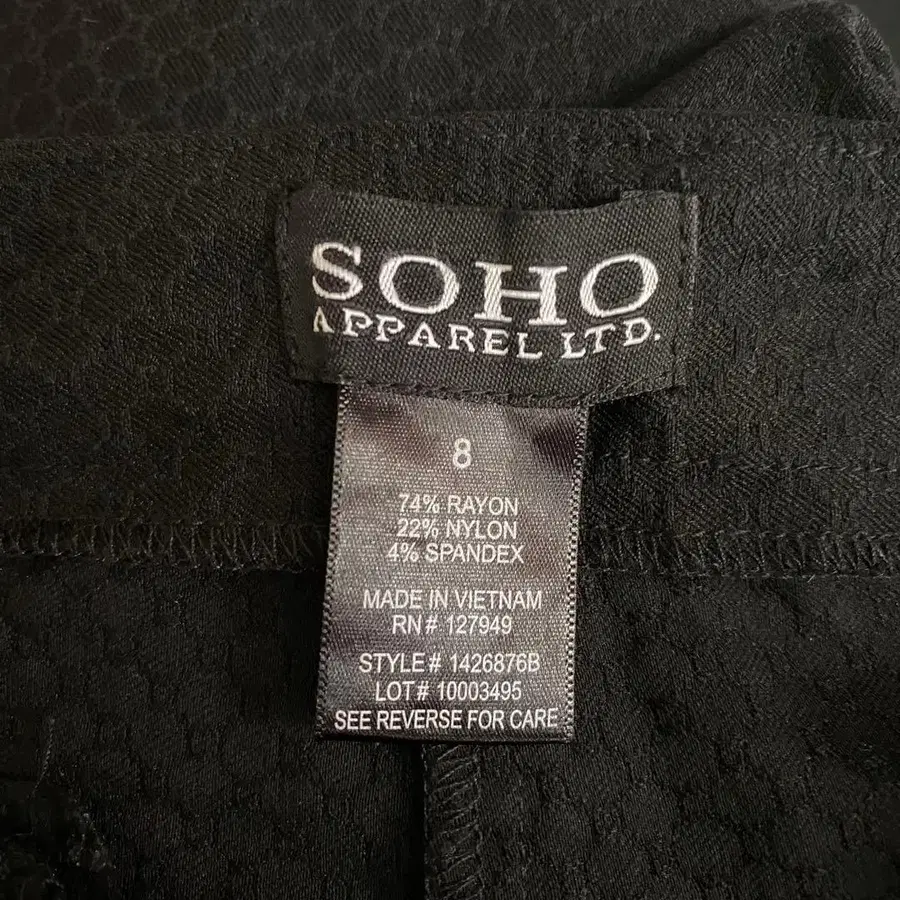 SOHO
APPAREL LTD.
8
74% RAYON
22% NYLON
4% SPANDEX
MADE IN VIETNAM
RN# 127949
STYLE# 1426876B
LOT# 10003495
SEE REVERSE FOR CARE